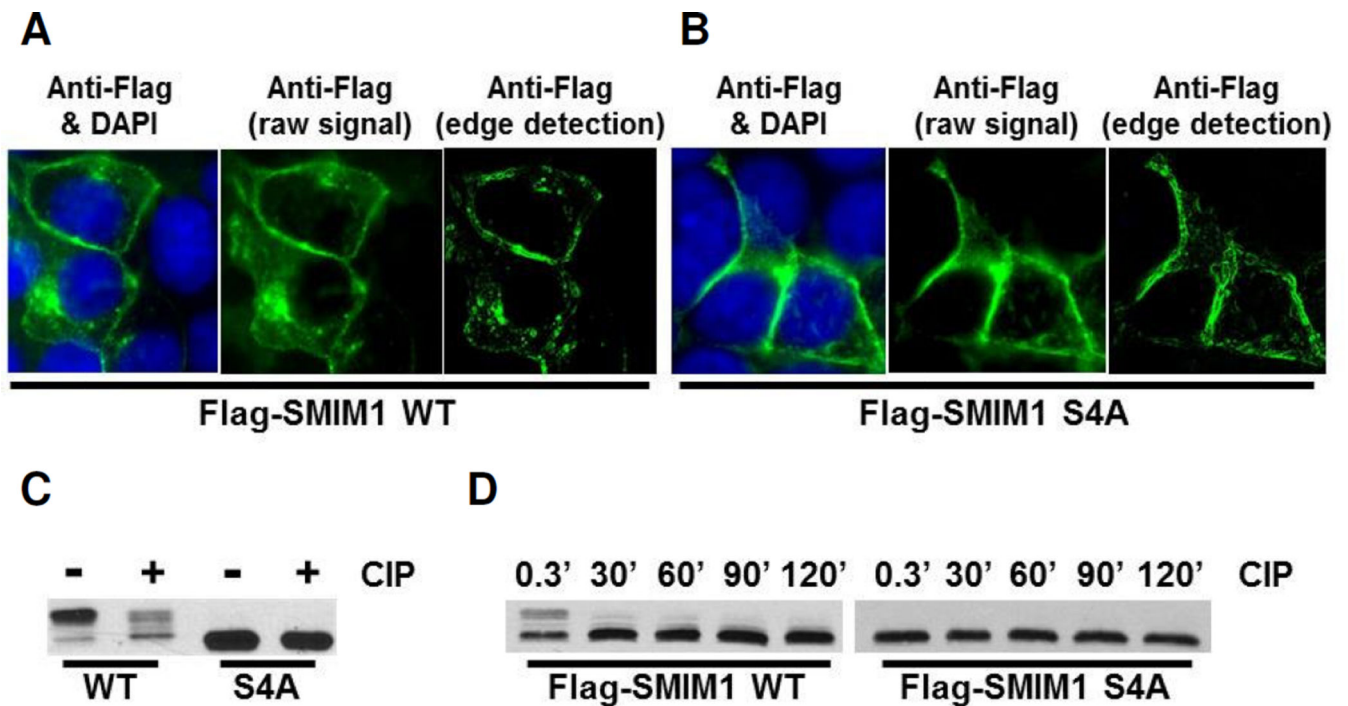 A
B
Anti-Flag & DAPI
Anti-Flag (raw signal)
Anti-Flag (edge detection)
Anti-Flag & DAPI
Anti-Flag (raw signal)
Anti-Flag (edge detection)
Flag-SMIM1 WT
Flag-SMIM1 S4A
C
D
- + - + CIP
0.3’ 30’ 60’ 90’ 120’ 0.3’ 30’ 60’ 90’ 120’ CIP
WT
S4A
Flag-SMIM1 WT
Flag-SMIM1 S4A